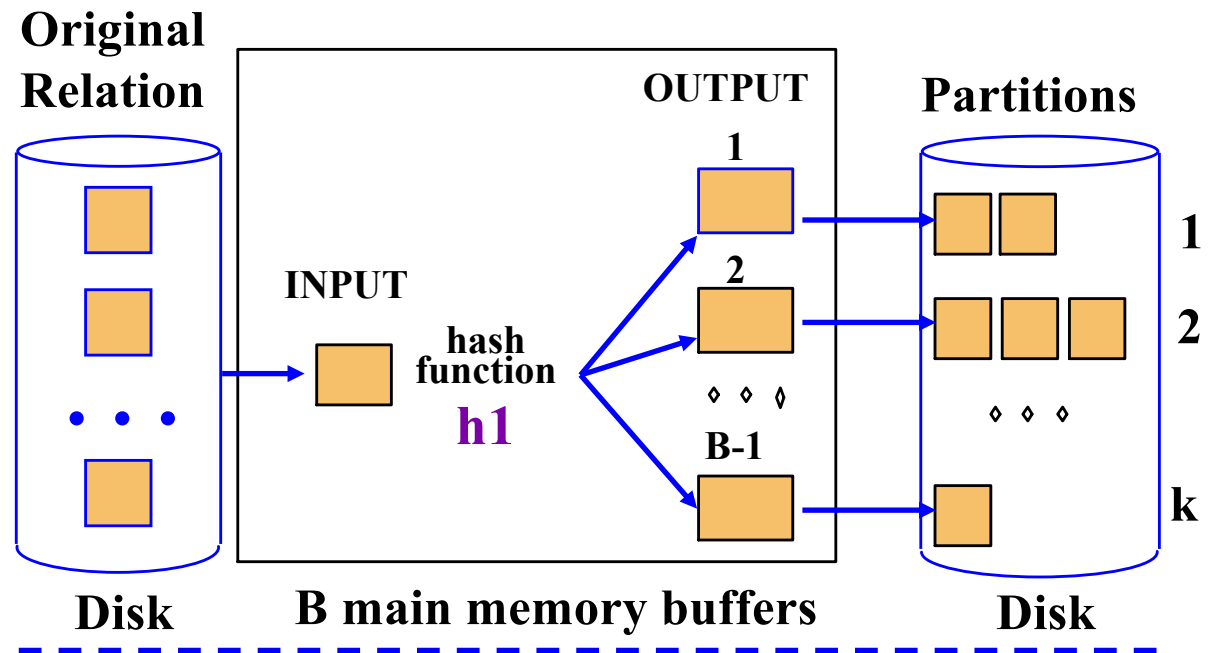 Original
Relation
OUTPUT
Partitions
1
1
INPUT
2
2
hash
function
h1
B-1
k
Disk
B main memory buffers
Disk